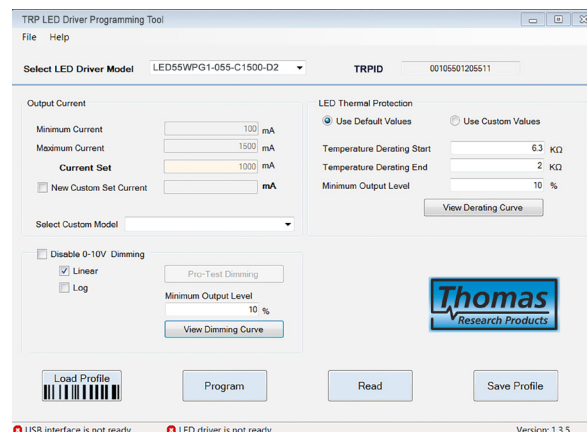 TRP LED Driver Programming Tool
File Help
Select LED Driver Model LED55WPG1-055-C1500-D2 TRPID 00105501205511
Output Current
Minimum Current 100 mA
Maximum Current 1500 mA
Current Set 1000 mA
New Custom Set Current mA
Select Custom Model
LED Thermal Protection
Use Default Values Use Custom Values
Temperature Derating Start 6.3 KΩ
Temperature Derating End 2 KΩ
Minimum Output Level 10 %
View Derating Curve
Disable 0-10V Dimming
Linear
Log
Pro-Test Dimming
Minimum Output Level
10 %
View Dimming Curve
Thomas
Research Products
Load Profile Program Read Save Profile
USB interface is not ready LED driver is not ready Version: 1.3.5